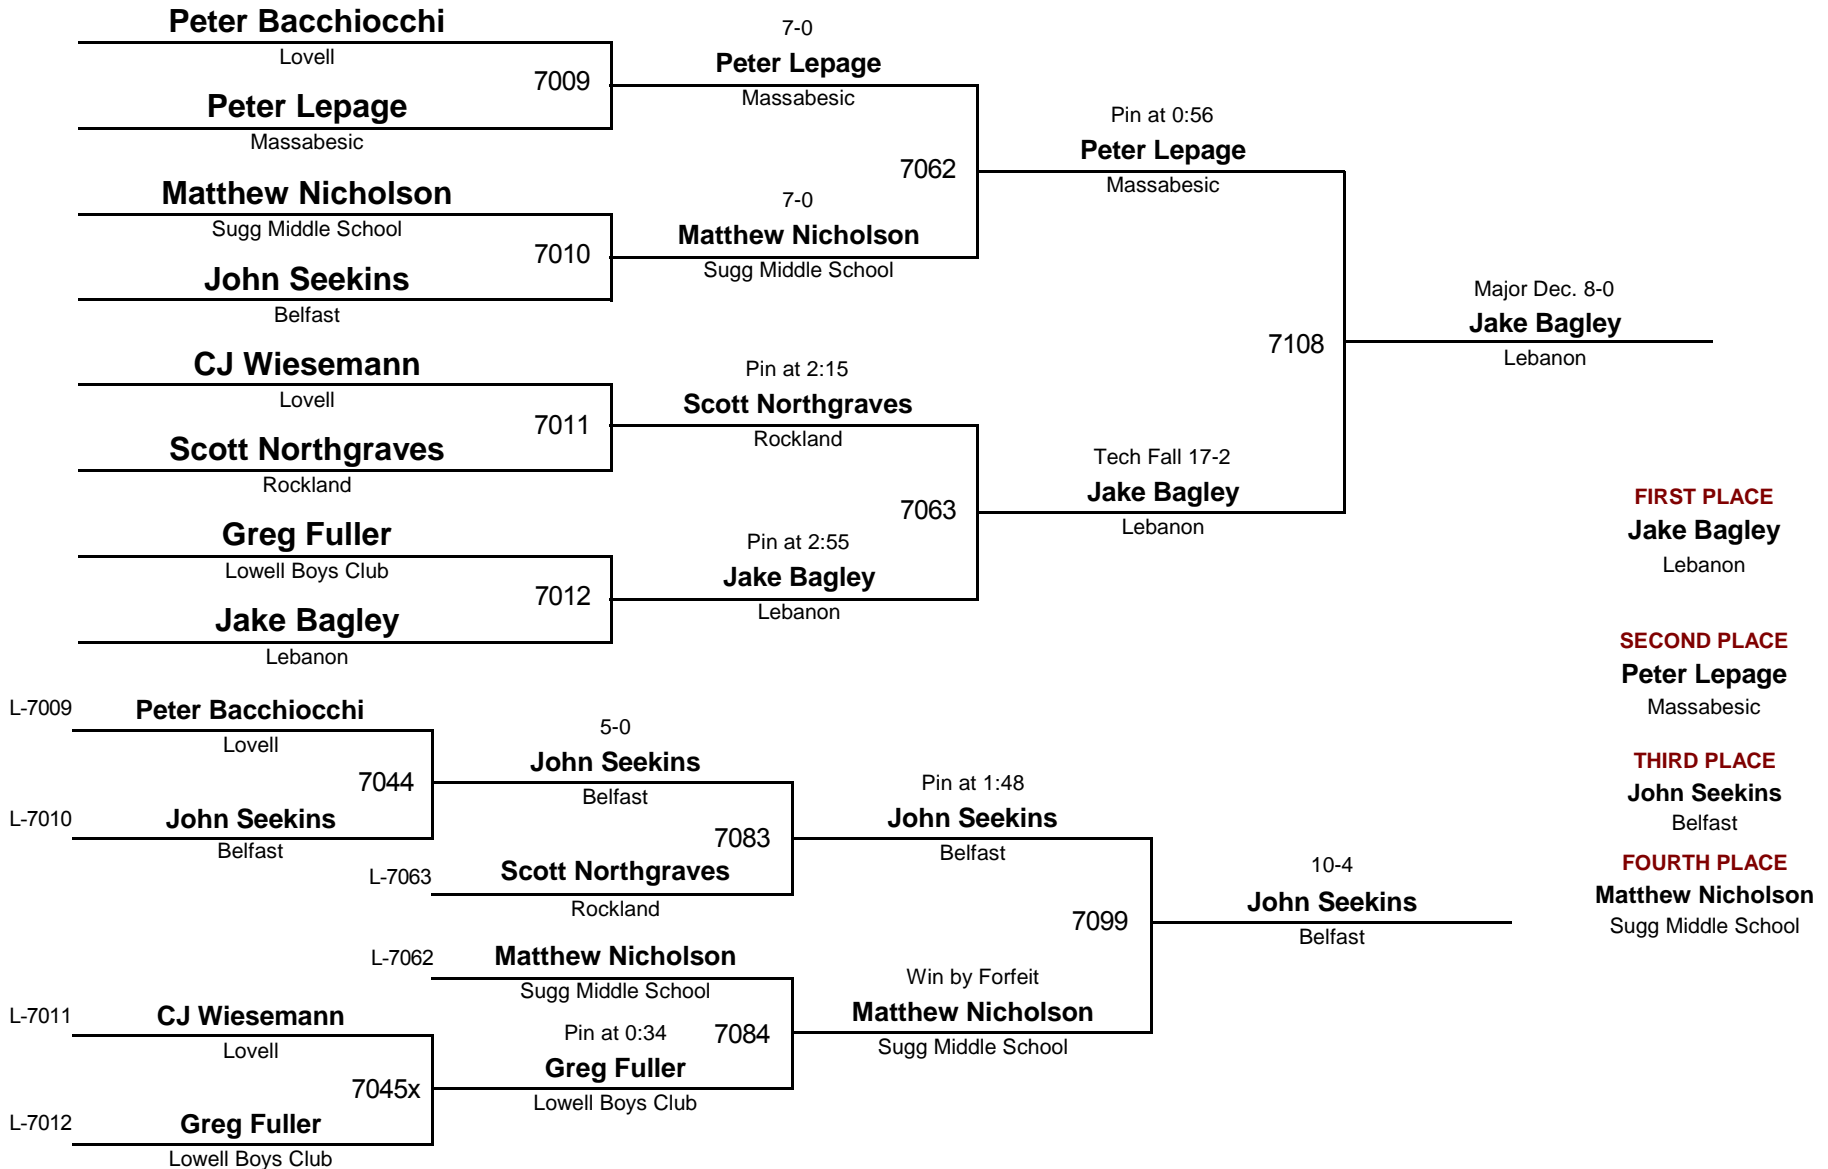 Peter Bacchiocchi
Lovell
7009
Peter Lepage
Massabesic
7-0
Peter Lepage
Massabesic
7062
Matthew Nicholson
Sugg Middle School
7010
John Seekins
Belfast
7-0
Matthew Nicholson
Sugg Middle School
Pin at 0:56
Peter Lepage
Massabesic
7108
CJ Wiesemann
Lovell
7011
Scott Northgraves
Rockland
Pin at 2:15
Scott Northgraves
Rockland
7063
Greg Fuller
Lowell Boys Club
7012
Jake Bagley
Lebanon
Pin at 2:55
Jake Bagley
Lebanon
Tech Fall 17-2
Jake Bagley
Lebanon
Major Dec. 8-0
Jake Bagley
Lebanon
FIRST PLACE
Jake Bagley
Lebanon
SECOND PLACE
Peter Lepage
Massabesic
THIRD PLACE
John Seekins
Belfast
FOURTH PLACE
Matthew Nicholson
Sugg Middle School
L-7009
Peter Bacchiocchi
Lovell
7044
L-7010
John Seekins
Belfast
5-0
John Seekins
Belfast
7083
L-7063
Scott Northgraves
Rockland
Pin at 1:48
John Seekins
Belfast
7099
L-7062
Matthew Nicholson
Sugg Middle School
7084
L-7011
CJ Wiesemann
Lovell
7045x
L-7012
Greg Fuller
Lowell Boys Club
Pin at 0:34
Greg Fuller
Lowell Boys Club
Win by Forfeit
Matthew Nicholson
Sugg Middle School
10-4
John Seekins
Belfast